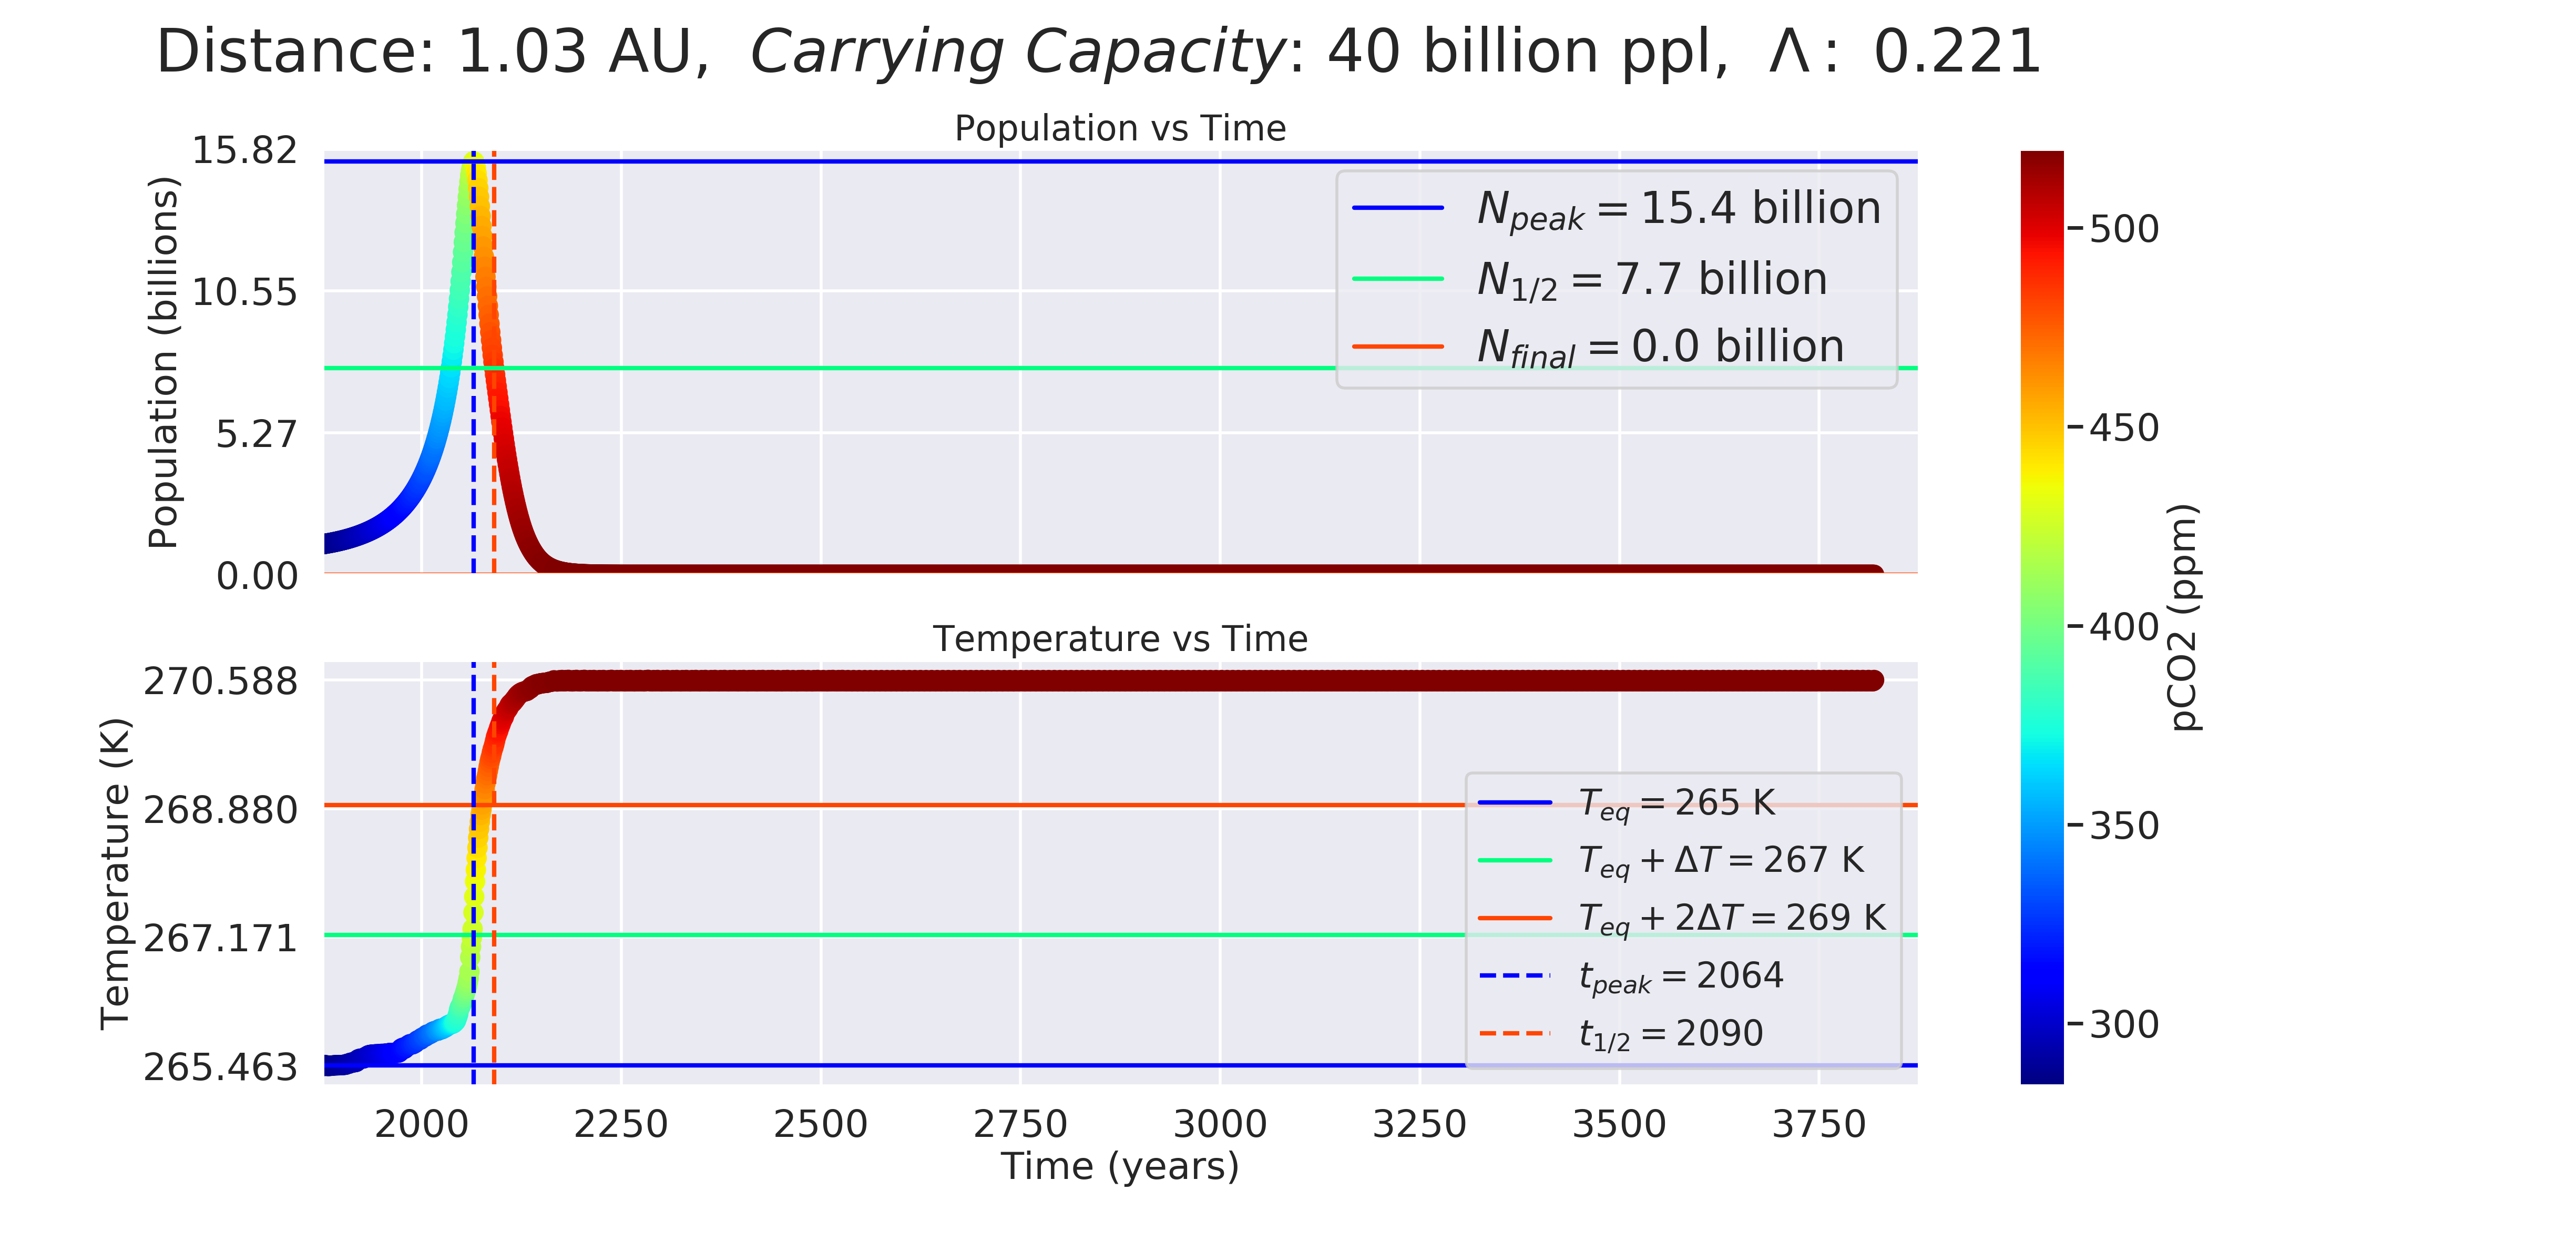 Distance: 1.03 AU, Carrying Capacity: 40 billion ppl, Λ : 0.221
Population vs Time
15.82
10.55
5.27
0.00
Population (billions)
N_peak = 15.4 billion
N_1/2 = 7.7 billion
N_final = 0.0 billion
Temperature vs Time
270.588
268.880
267.171
265.463
Temperature (K)
T_eq = 265 K
T_eq + ΔT = 267 K
T_eq + 2ΔT = 269 K
t_peak = 2064
t_1/2 = 2090
2000 2250 2500 2750 3000 3250 3500 3750
Time (years)
500
450
400
350
300
pCO2 (ppm)